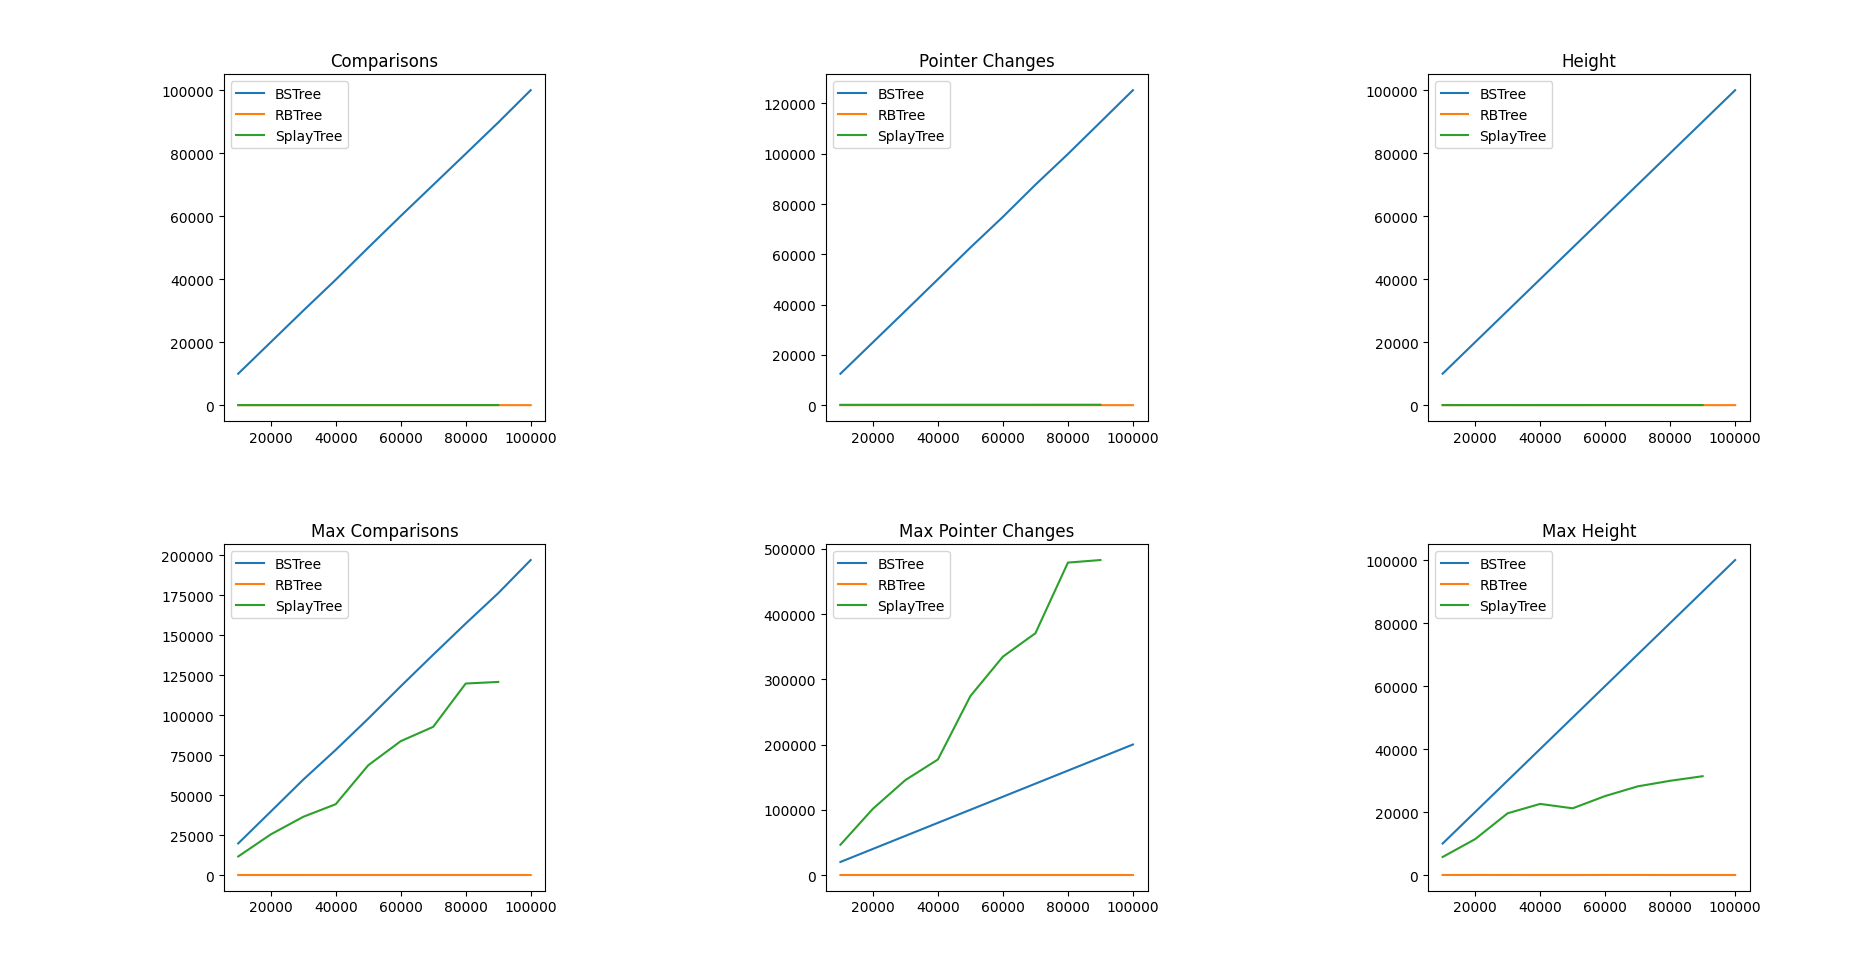 Comparisons
100000
80000
60000
40000
20000
0
BSTree
RBTree
SplayTree
20000 40000 60000 80000 100000
Pointer Changes
120000
100000
80000
60000
40000
20000
0
BSTree
RBTree
SplayTree
20000 40000 60000 80000 100000
Height
100000
80000
60000
40000
20000
0
BSTree
RBTree
SplayTree
20000 40000 60000 80000 100000
Max Comparisons
200000
175000
150000
125000
100000
75000
50000
25000
0
BSTree
RBTree
SplayTree
20000 40000 60000 80000 100000
Max Pointer Changes
500000
400000
300000
200000
100000
0
BSTree
RBTree
SplayTree
20000 40000 60000 80000 100000
Max Height
100000
80000
60000
40000
20000
0
BSTree
RBTree
SplayTree
20000 40000 60000 80000 100000